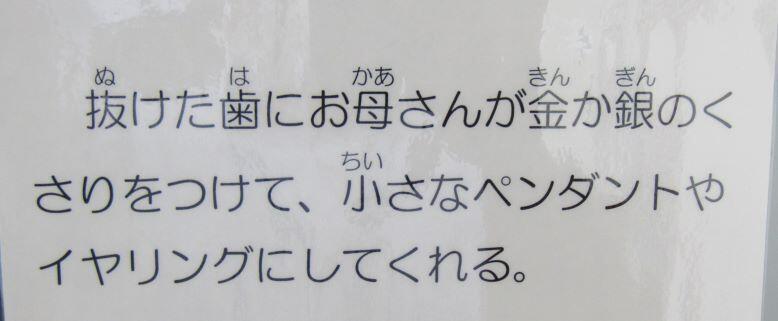 抜けた歯にお母さんが金か銀のく
さりをつけて、小さなペンダントや
イヤリングにしてくれる。